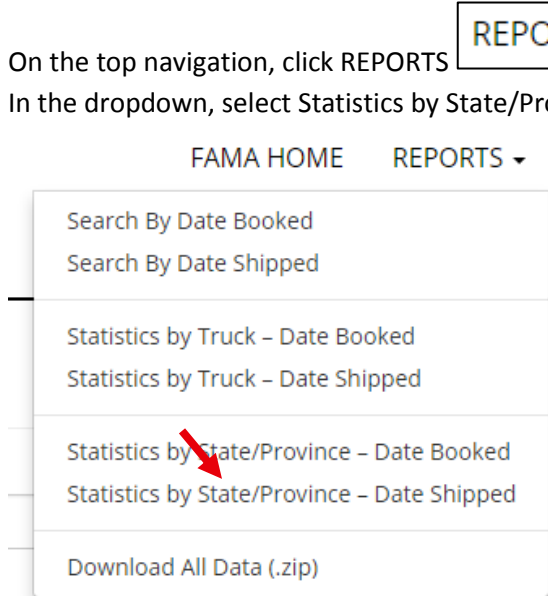 On the top navigation, click REPORTS REPO
In the dropdown, select Statistics by State/Pro
FAMA HOME REPORTS
Search By Date Booked
Search By Date Shipped
Statistics by Truck – Date Booked
Statistics by Truck – Date Shipped
Statistics by State/Province – Date Booked
Statistics by State/Province – Date Shipped
Download All Data (.zip)